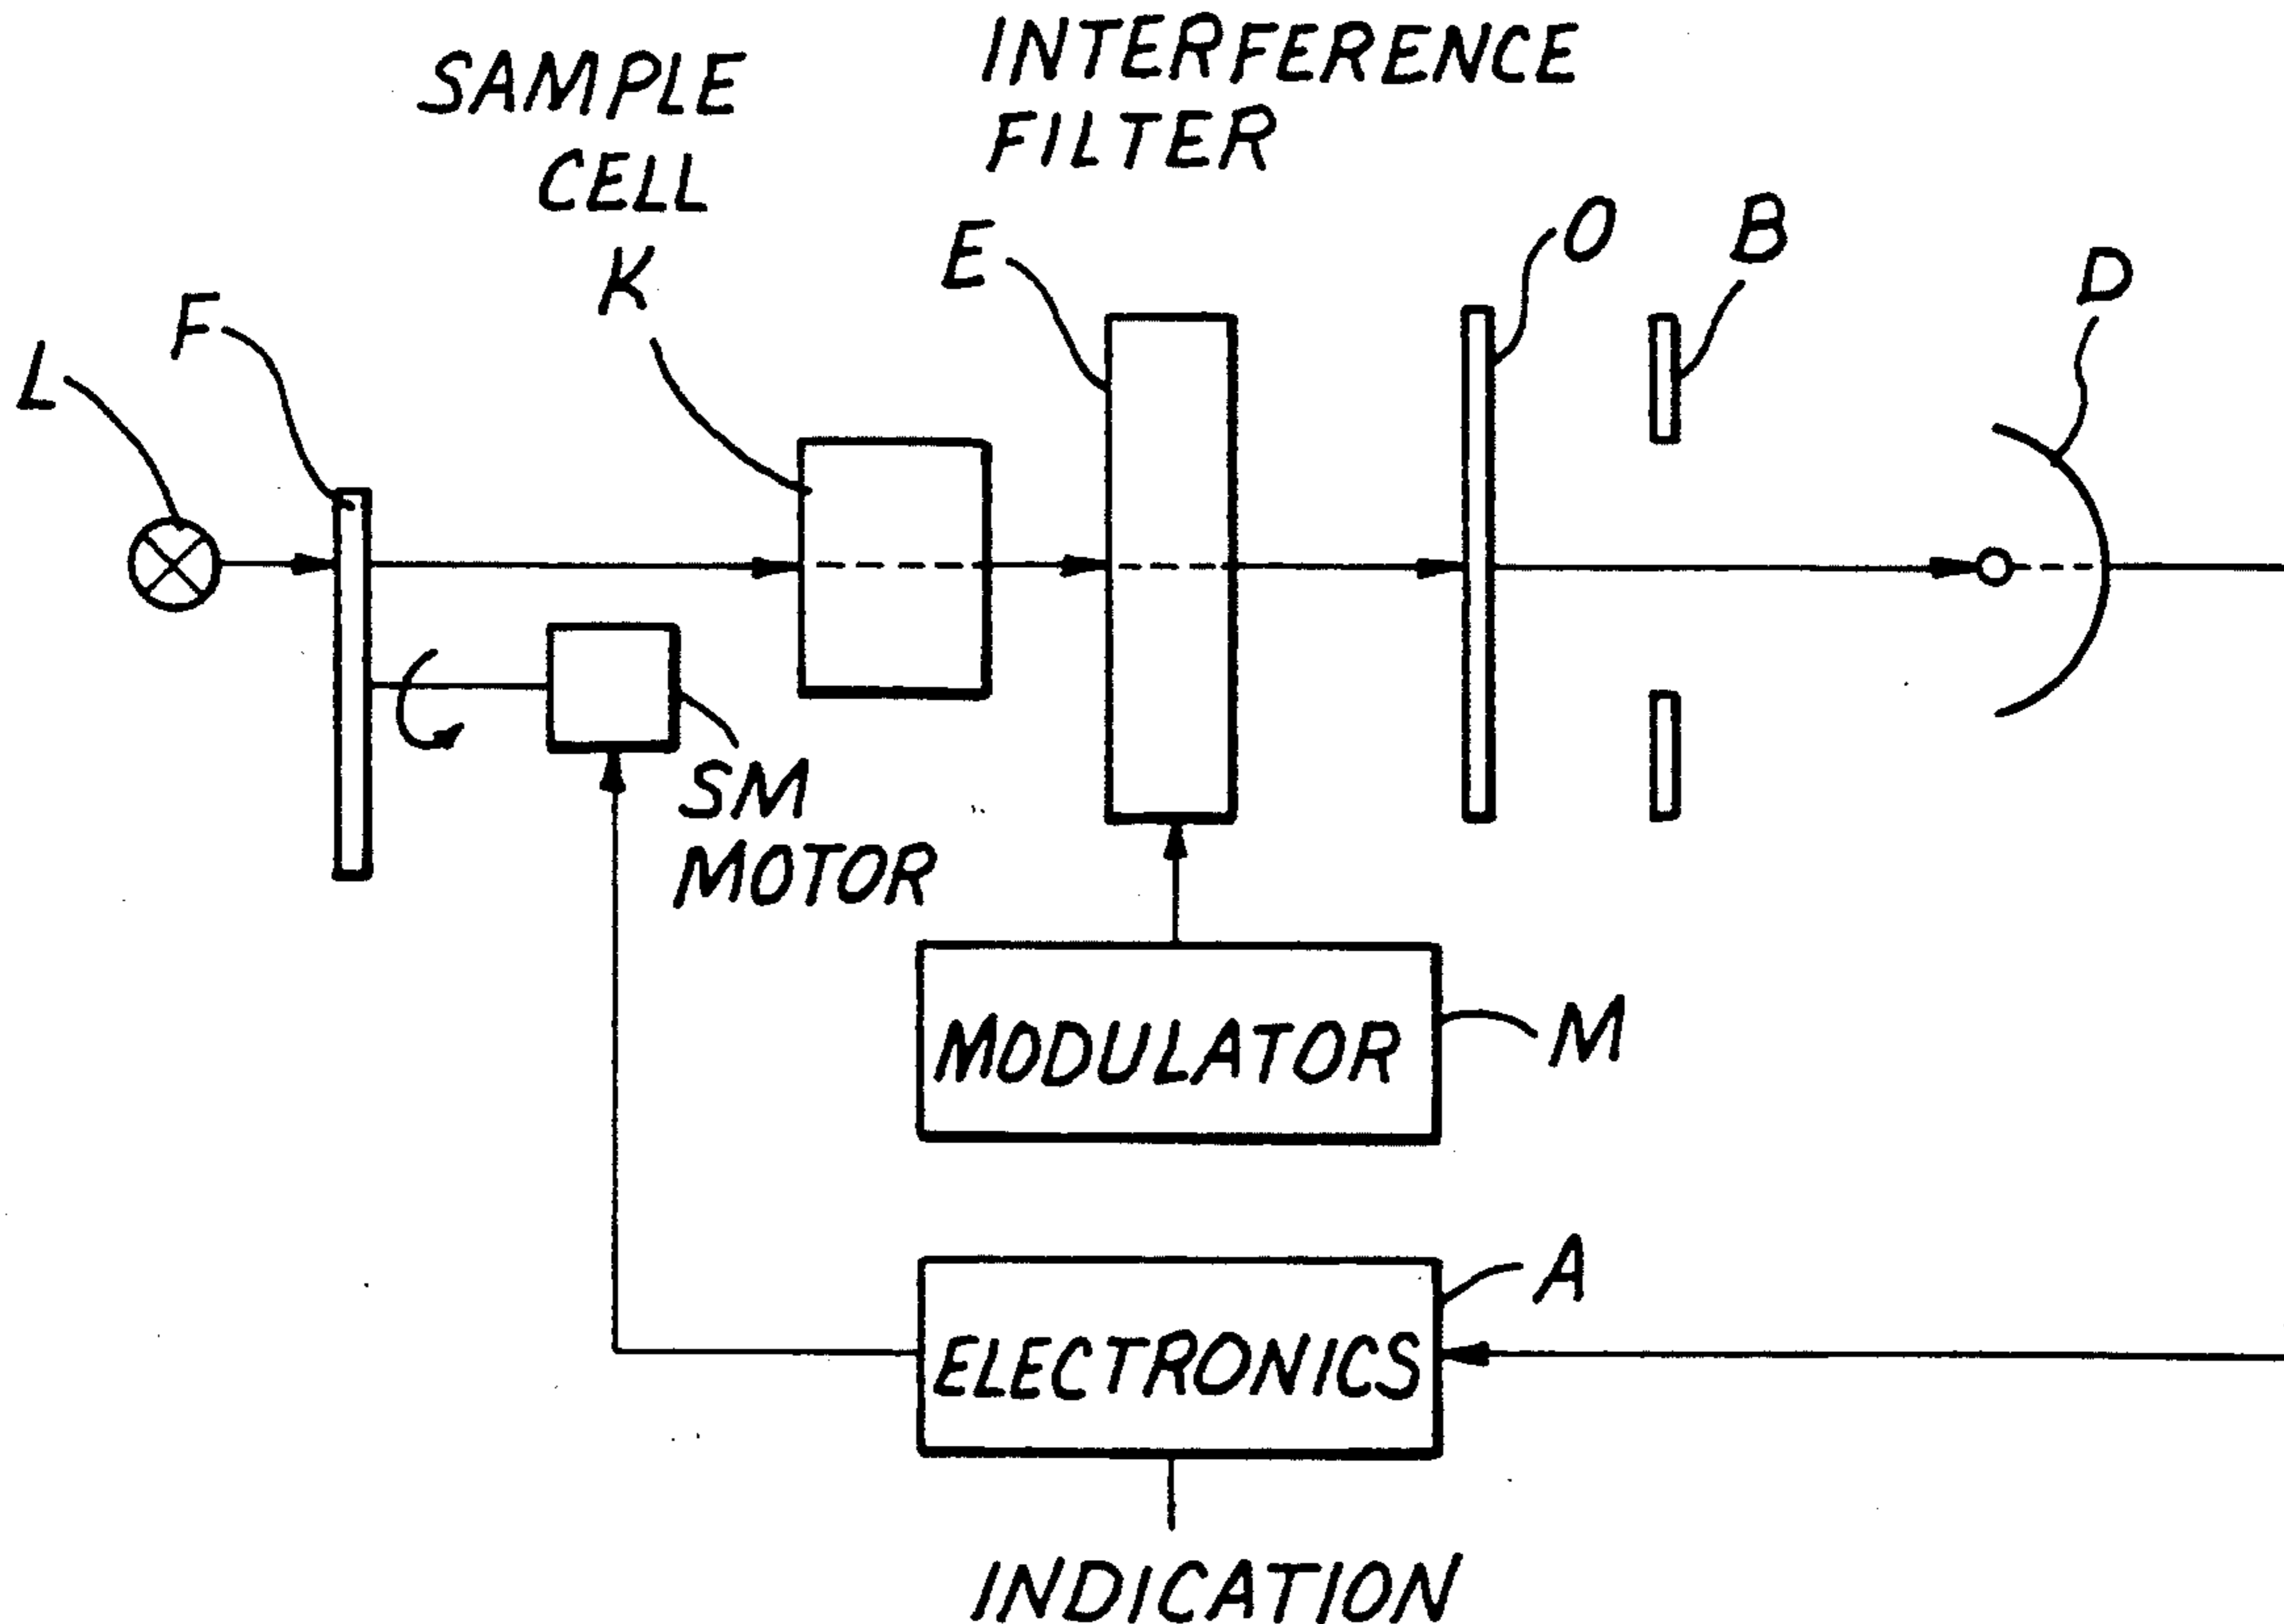 SAMPLE
CELL
K
INTERFERENCE
FILTER
E
O
B
D
F
L
SM
MOTOR
MODULATOR
M
A
ELECTRONICS
INDICATION